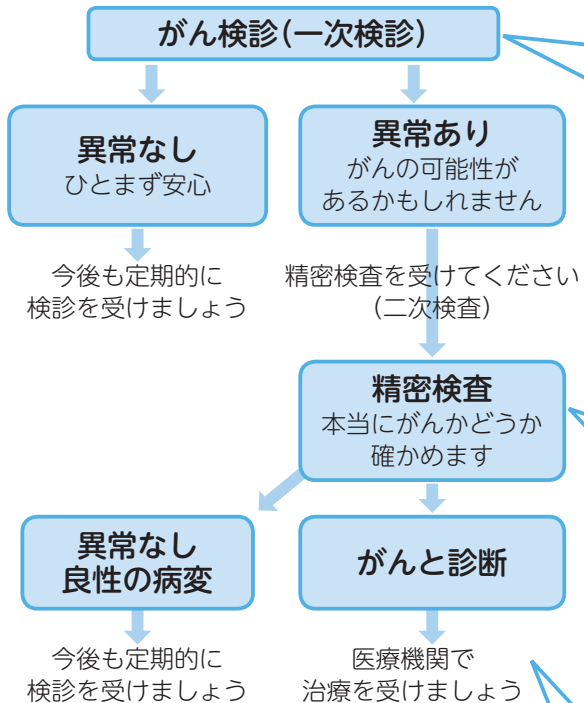 がん検診(一次検診)
異常なし
ひとまず安心
異常あり
がんの可能性が
あるかもしれません
今後も定期的に
検診を受けましょう
精密検査を受けてください
(二次検査)
精密検査
本当にがんかどうか
確かめます
異常なし
良性の病変
がんと診断
今後も定期的に
検診を受けましょう
医療機関で
治療を受けましょう